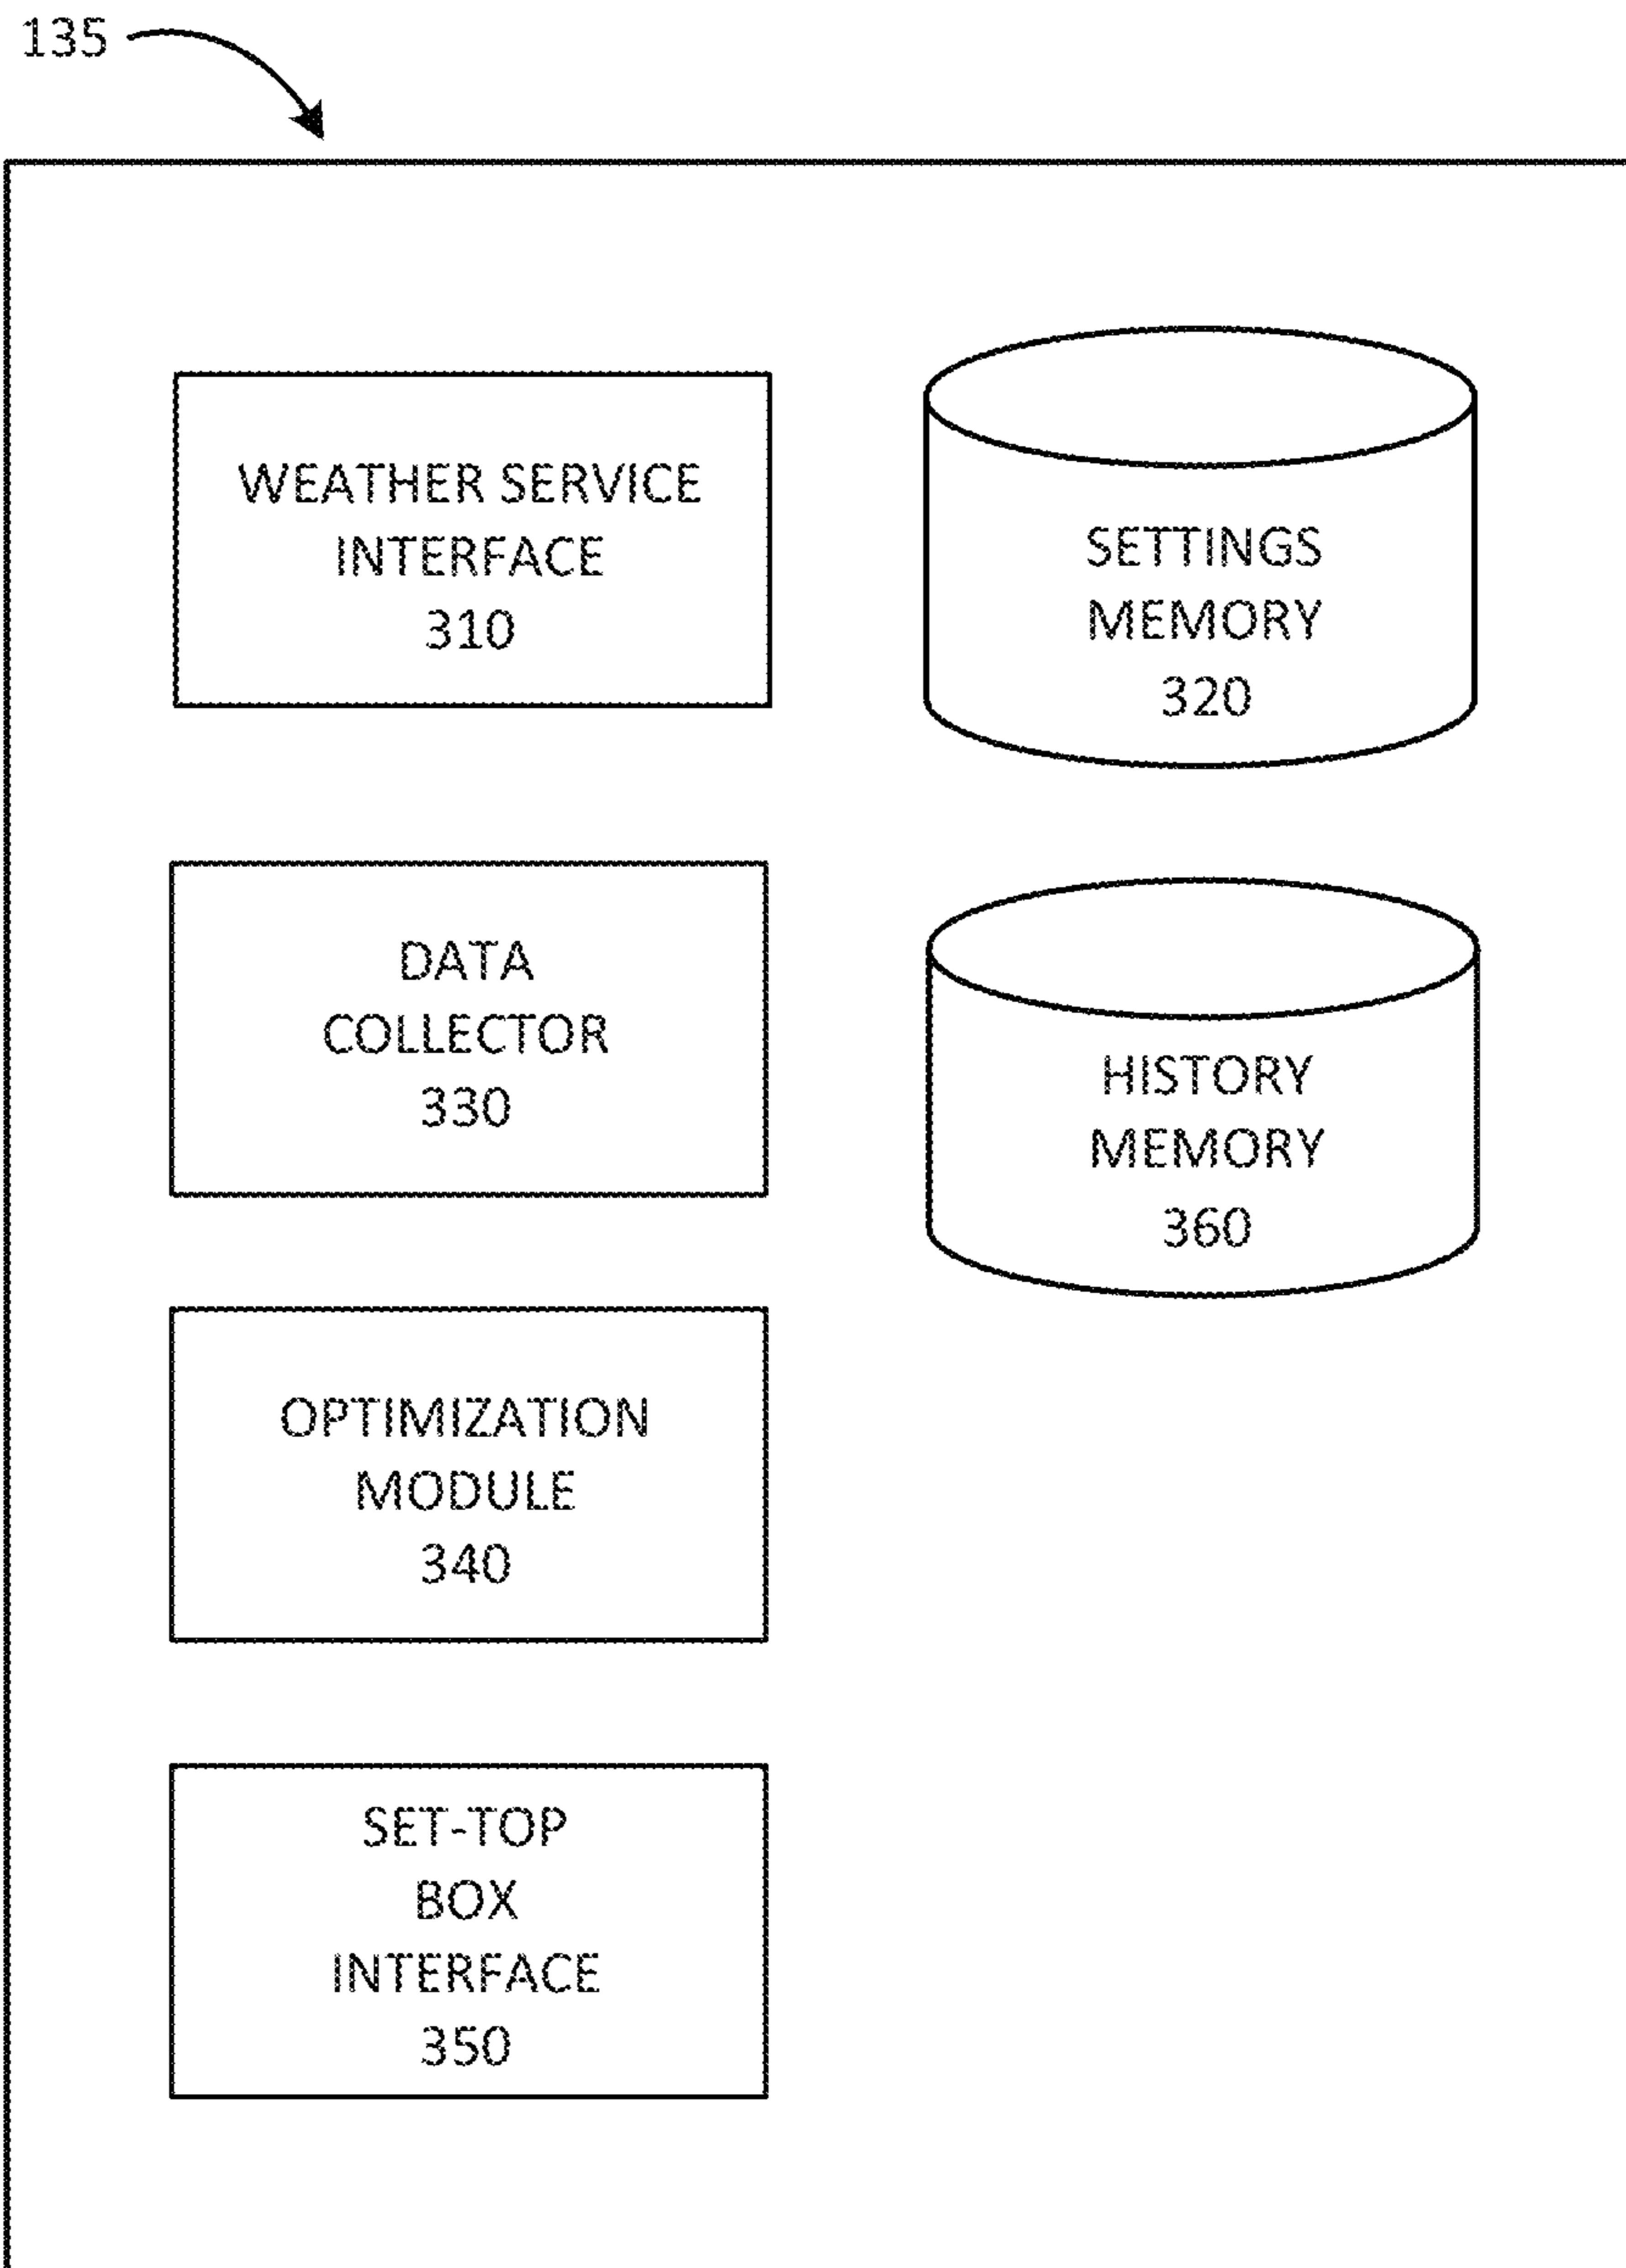 135
WEATHER SERVICE
INTERFACE
310
SETTINGS
MEMORY
320
DATA
COLLECTOR
330
HISTORY
MEMORY
360
OPTIMIZATION
MODULE
340
SET-TOP
BOX
INTERFACE
350